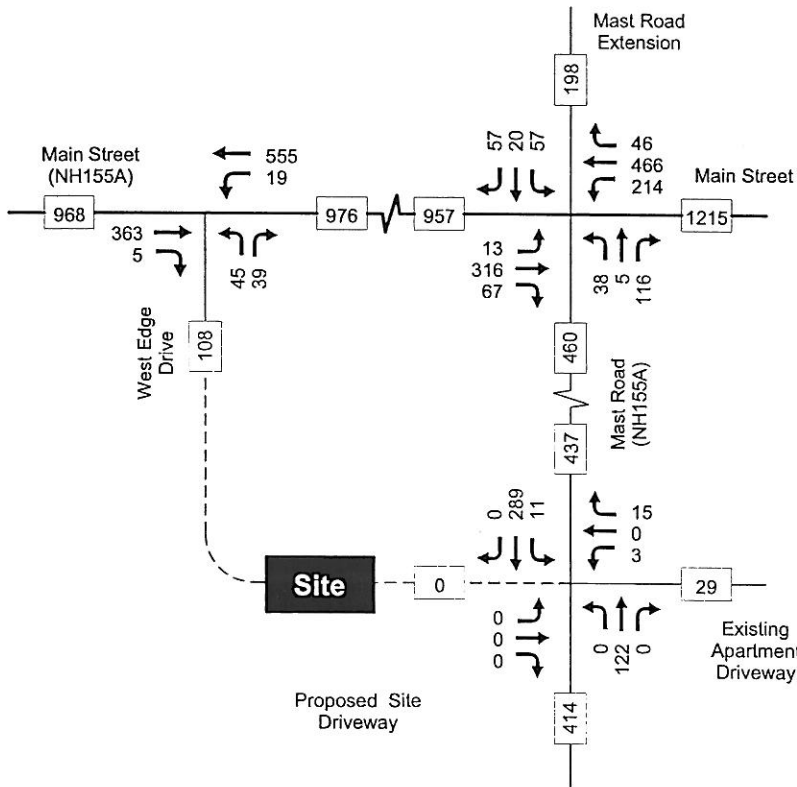 Mast Road
Extension
198
57
20
57
46
466
214
Main Street
(NH155A)
555
19
Main Street
968
976
957
1215
363
5
45
39
13
316
67
38
5
116
West Edge
Drive
108
460
Mast Road
(NH155A)
437
0
289
11
15
0
3
Site
0
29
0
0
0
0
122
0
Existing
Apartment
Driveway
Proposed Site
Driveway
414